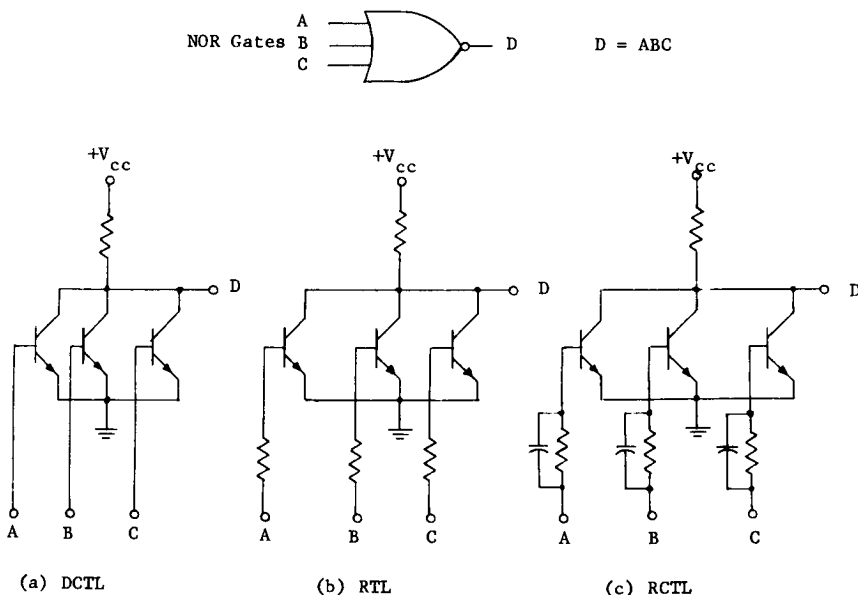 A
NOR Gates B D D = ABC
C
+Vcc +Vcc +Vcc
D D D
A B C A B C A B C
(a) DCTL (b) RTL (c) RCTL